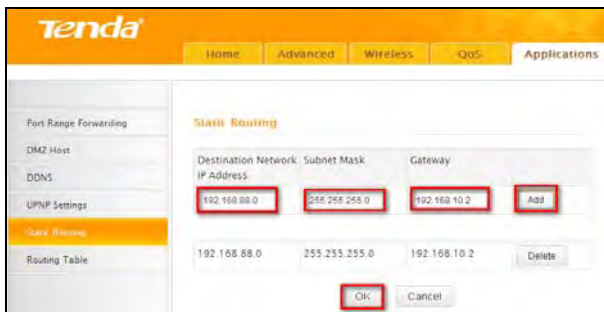 Tenda
Home Advanced Wireless QoS Applications
Port Range Forwarding
DMZ Host
DDNS
UPNP Settings
Static Routing
Routing Table
Static Routing
Destination Network IP Address Subnet Mask Gateway
192.168.88.0 255.255.255.0 192.168.10.2 Add
192.168.88.0 255.255.255.0 192.168.10.2 Delete
OK Cancel